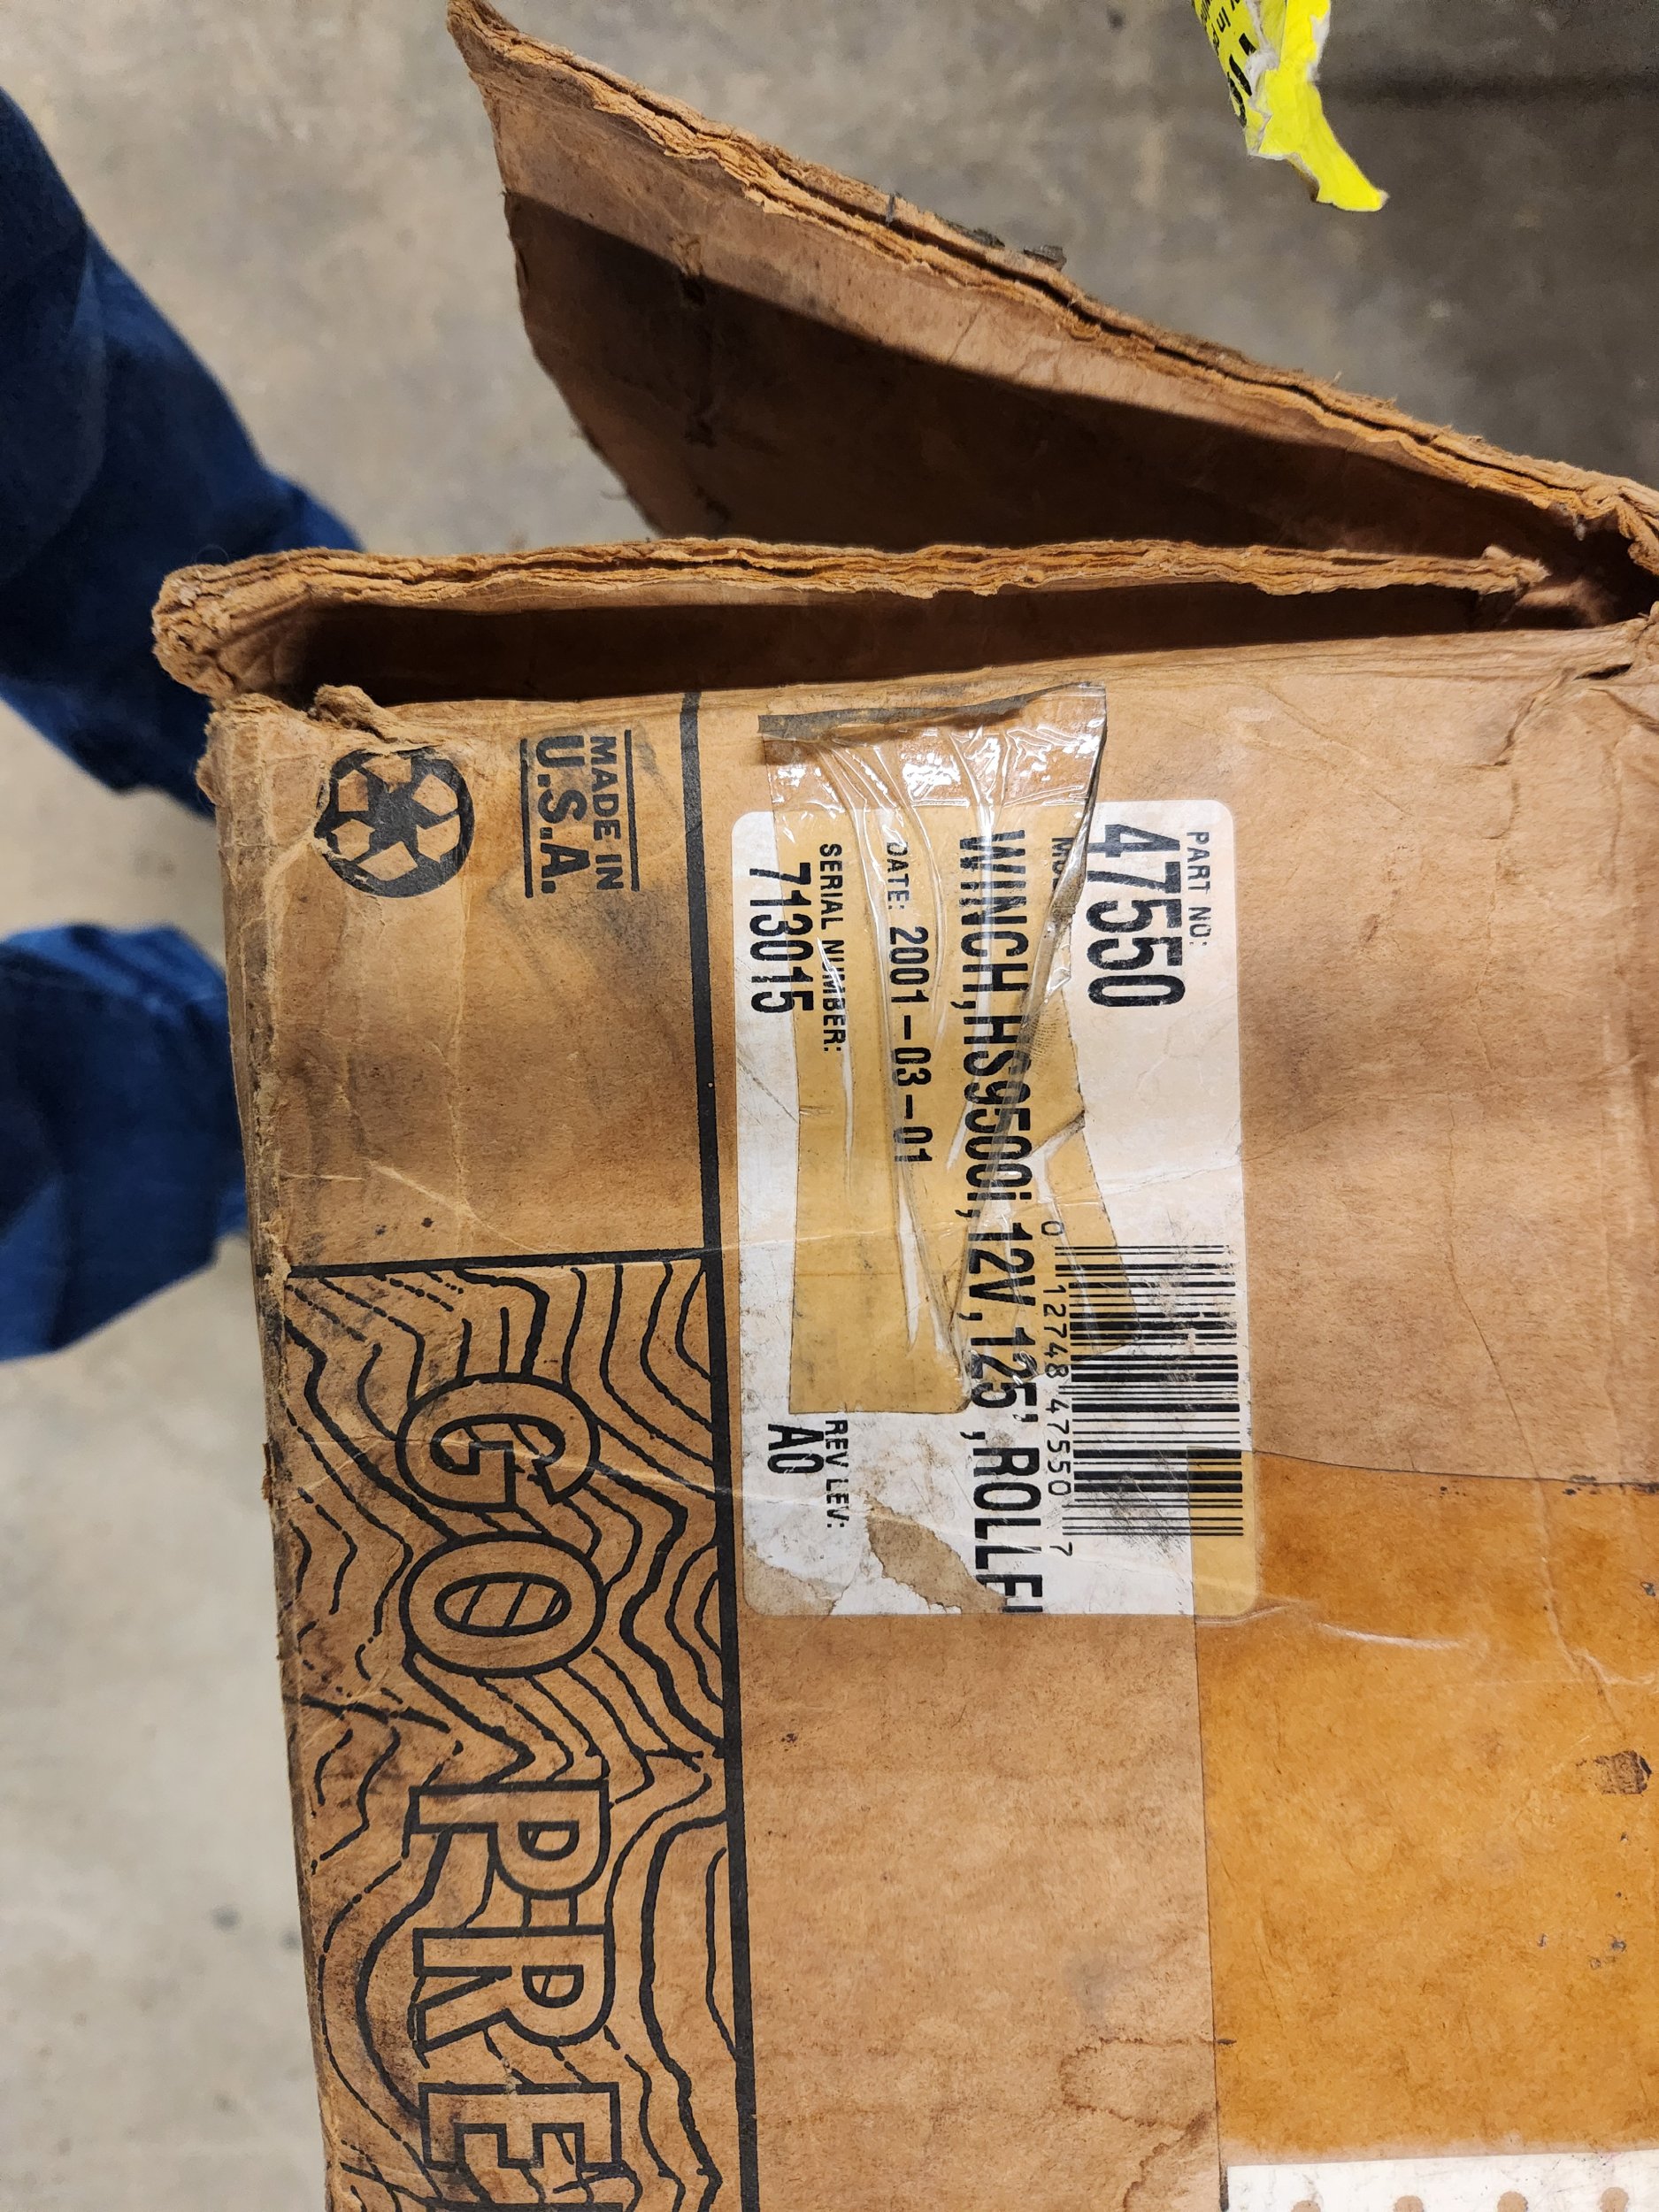 PART NO:
47550
WINCH,HS9500i,12V,125',ROLLE
0 12748 47550 7
DATE: 2001-03-01
SERIAL NUMBER:
713015
REV LEV:
A0
MADE IN
U.S.A.
GO PRE